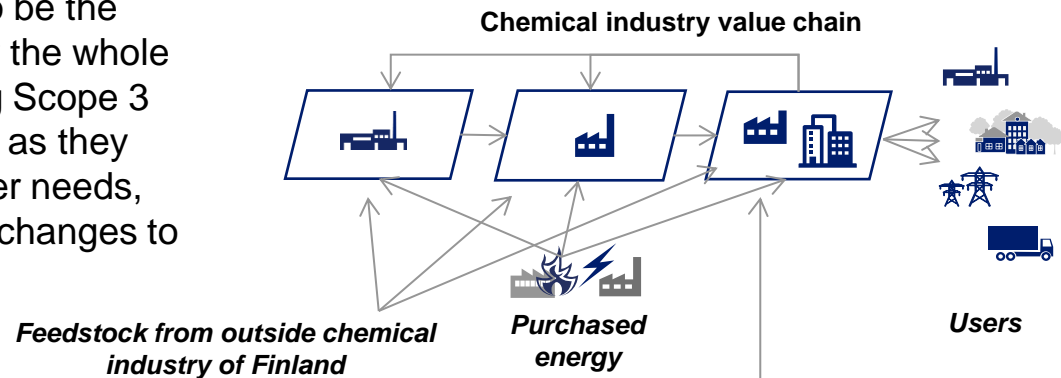 o be the
the whole
g Scope 3
as they
er needs,
changes to
Chemical industry value chain
Feedstock from outside chemical
industry of Finland
Purchased
energy
Users